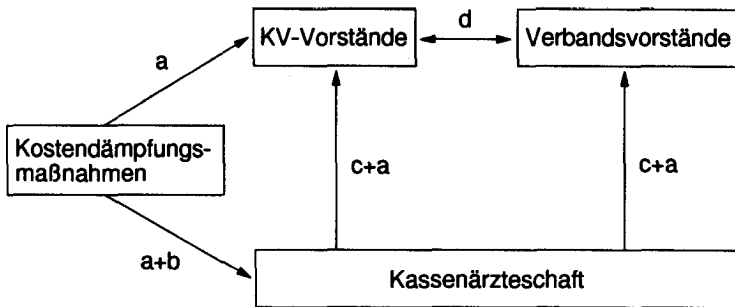 KV-Vorstände
d
Verbandsvorstände
a
Kostendämpfungs-
maßnahmen
c+a
c+a
a+b
Kassenärzteschaft